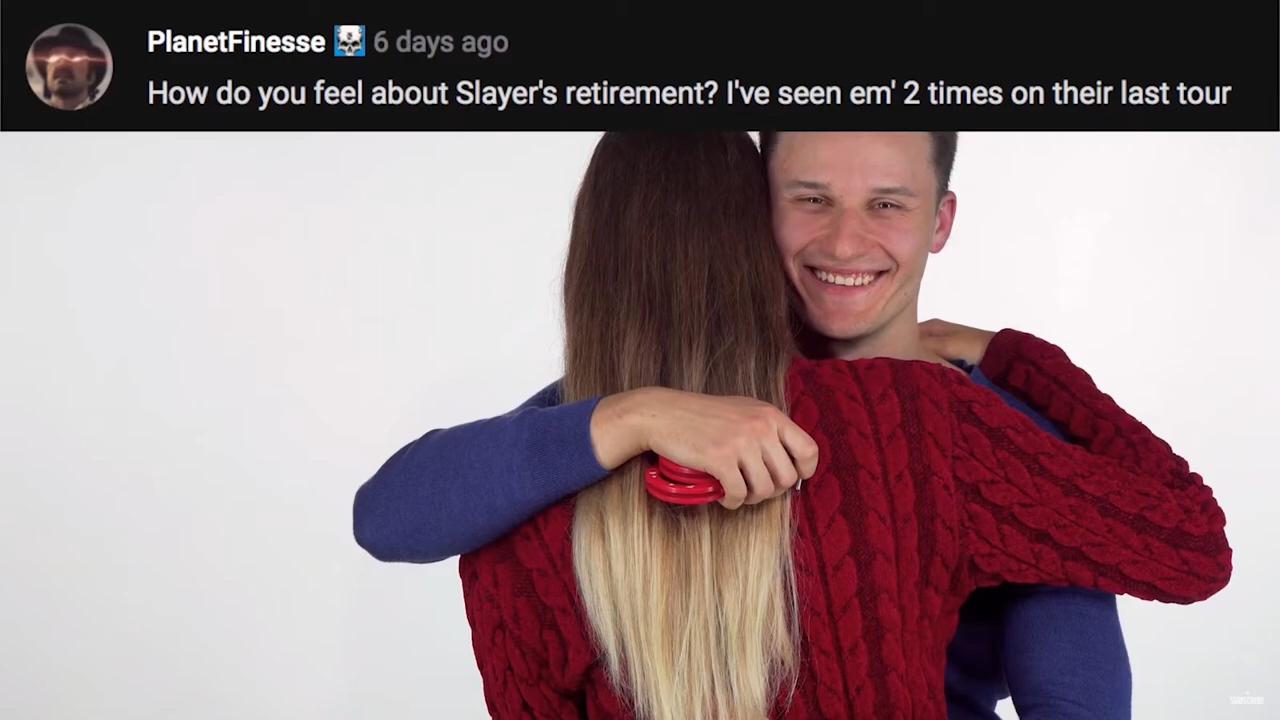 PlanetFinesse 6 days ago
How do you feel about Slayer's retirement? I've seen em' 2 times on their last tour
SUBSCRIBE